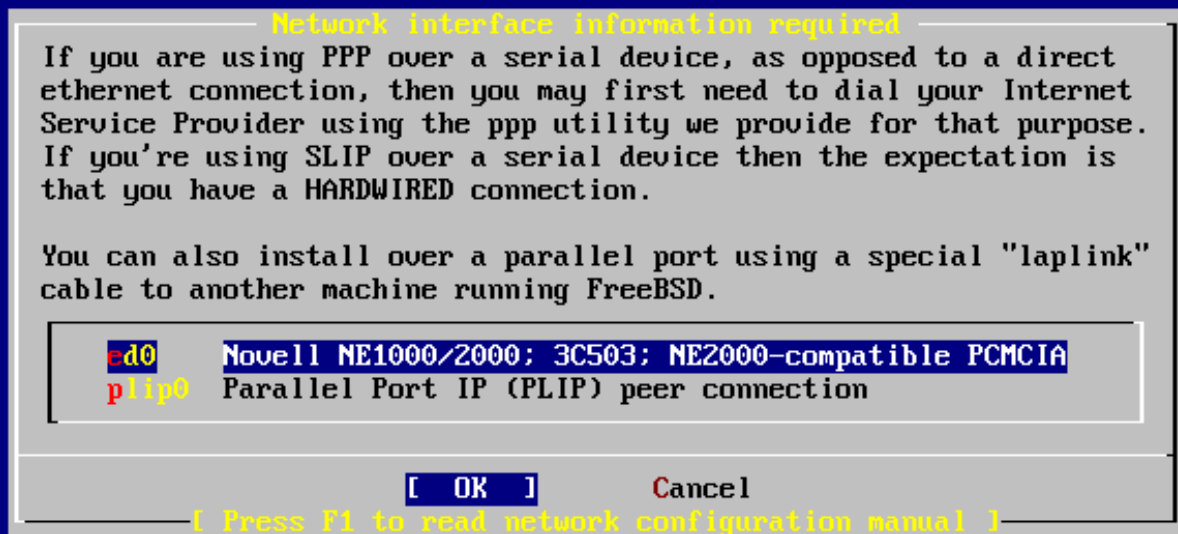 Network interface information required
If you are using PPP over a serial device, as opposed to a direct
ethernet connection, then you may first need to dial your Internet
Service Provider using the ppp utility we provide for that purpose.
If you're using SLIP over a serial device then the expectation is
that you have a HARDWIRED connection.
You can also install over a parallel port using a special "laplink"
cable to another machine running FreeBSD.
ed0 Novell NE1000/2000; 3C503; NE2000-compatible PCMCIA
plip0 Parallel Port IP (PLIP) peer connection
[ OK ] Cancel
[ Press F1 to read network configuration manual ]